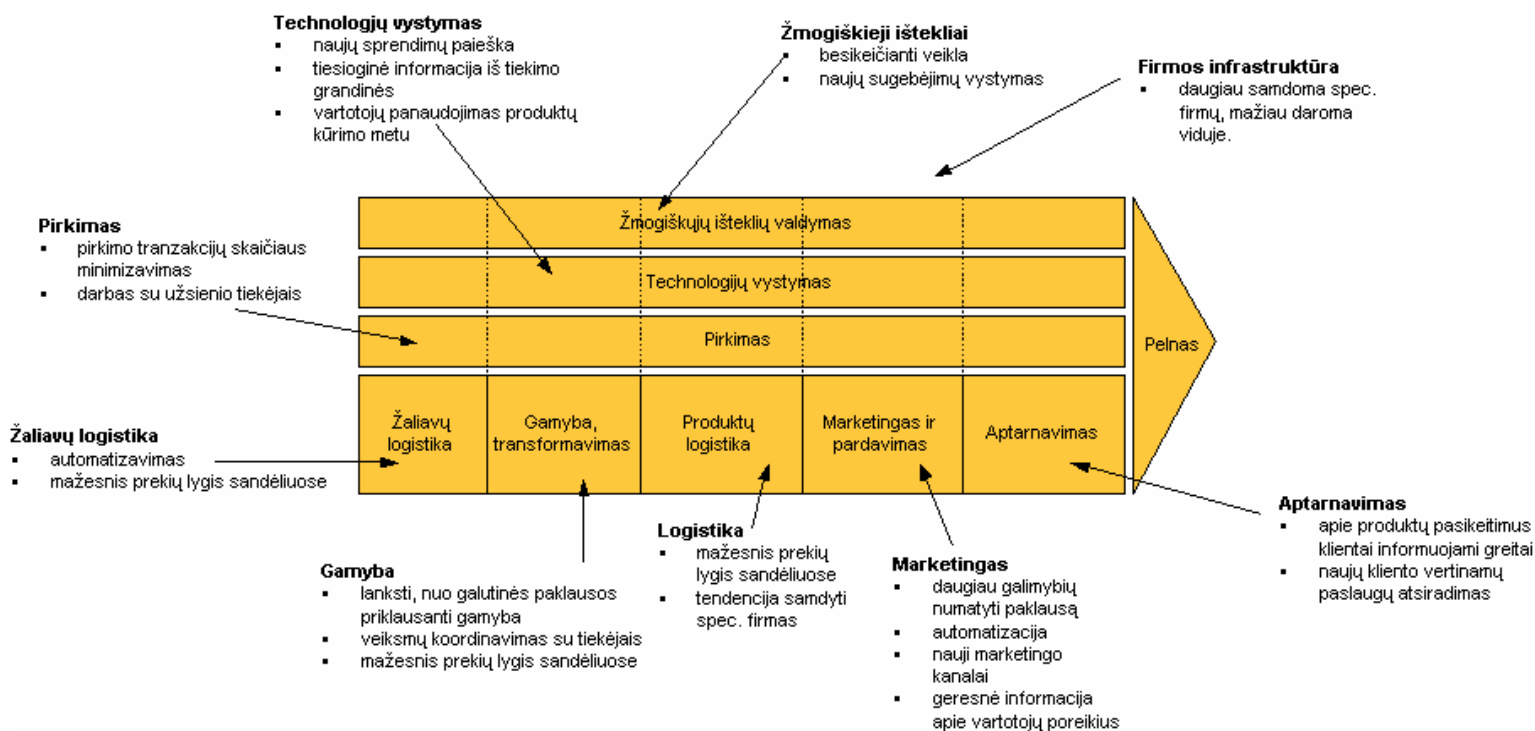 Technologjų vystymas
▪ naujų sprendimų paieška
▪ tiesioginė informacija iš tiekimo
grandinės
▪ vartotojų panaudojimas produktų
kūrimo metu
Žmogiškieji ištekliai
▪ besikeičianti veikla
▪ naujų sugebėjimų vystymas
Firmos infrastruktūra
▪ daugiau samdoma spec.
firmų, mažiau daroma
viduje.
Pirkimas
▪ pirkimo tranzakcijų skaičiaus
minimizavimas
▪ darbas su užsienio tiekėjais
Žmogiškųjų išteklių valdymas
Technologijų vystymas
Pirkimas
Pelnas
Žaliavų
logistika
Gamyba,
transformavimas
Produktų
logistika
Marketingas ir
pardavimas
Aptarnavimas
Žaliavų logistika
▪ automatizavimas
▪ mažesnis prekių lygis sandėliuose
Gamyba
▪ lanksti, nuo galutinės paklausos
priklausanti gamyba
▪ veiksmų koordinavimas su tiekėjais
▪ mažesnis prekių lygis sandėliuose
Logistika
▪ mažesnis prekių
lygis sandėliuose
▪ tendencija samdyti
spec. firmas
Marketingas
▪ daugiau galimybių
numatyti paklausą
▪ automatizacija
▪ nauji marketingo
kanalai
▪ geresnė informacija
apie vartotojų poreikius
Aptarnavimas
▪ apie produktų pasikeitimus
klientai informuojami greitai
▪ naujų kliento vertinamų
paslaugų atsiradimas